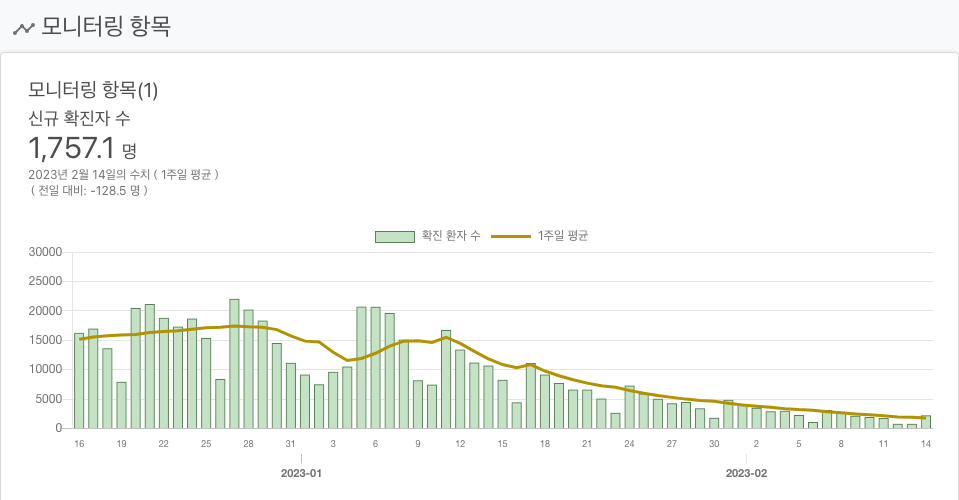 모니터링 항목
모니터링 항목(1)
신규 확진자 수
1,757.1 명
2023년 2월 14일의 수치 ( 1주일 평균 )
( 전일 대비: -128.5 명 )
확진 환자 수 1주일 평균
30000
25000
20000
15000
10000
5000
0
16 19 22 25 28 31 3 6 9 12 15 18 21 24 27 30 2 5 8 11 14
2023-01 2023-02